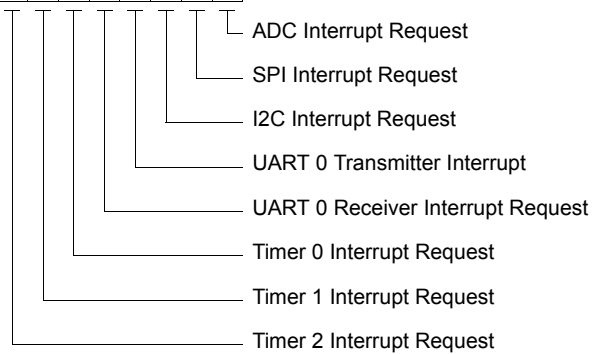 ADC Interrupt Request
SPI Interrupt Request
I2C Interrupt Request
UART 0 Transmitter Interrupt
UART 0 Receiver Interrupt Request
Timer 0 Interrupt Request
Timer 1 Interrupt Request
Timer 2 Interrupt Request